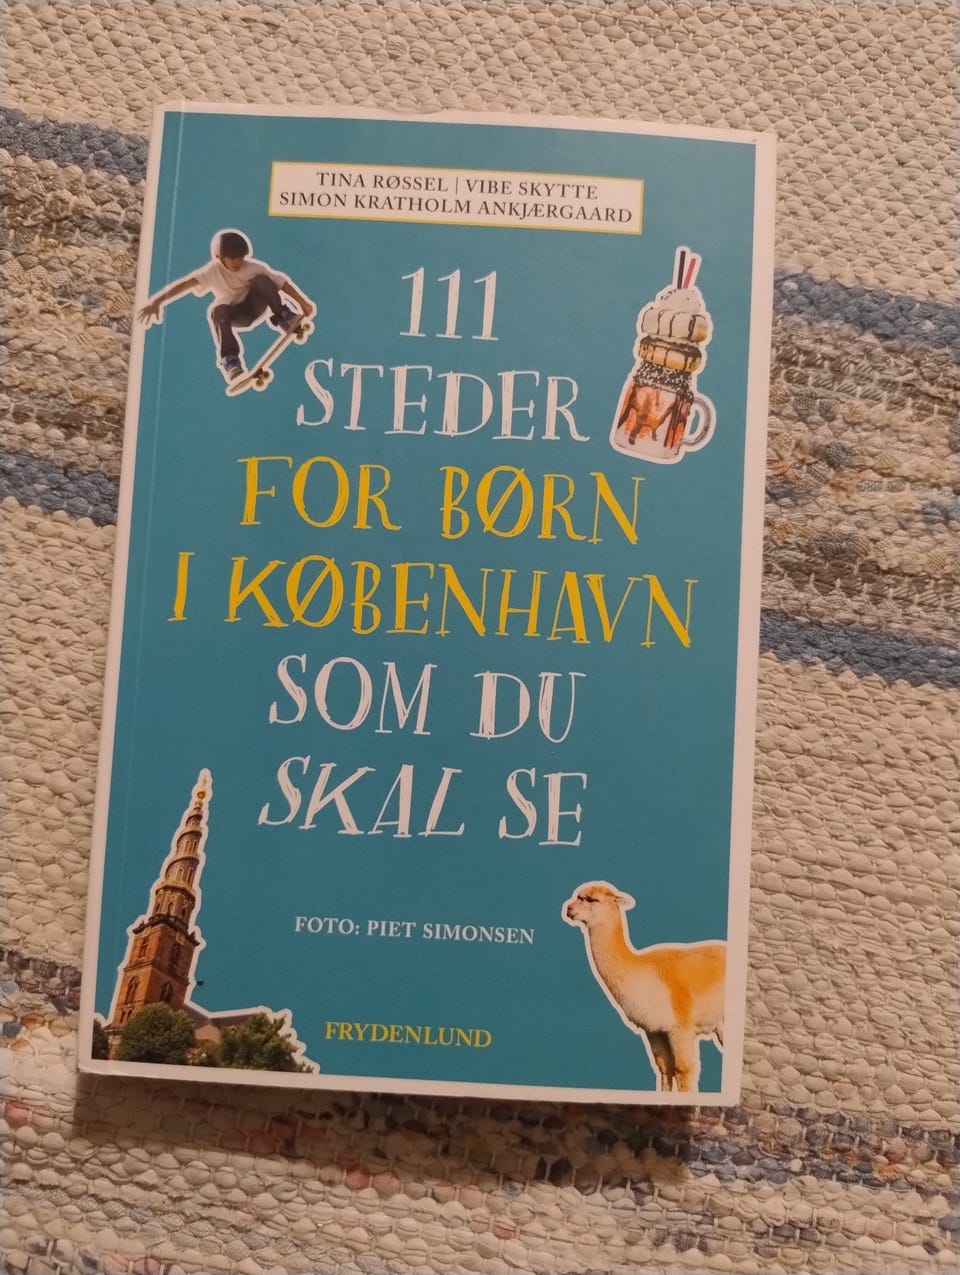 TINA RØSSEL | VIBE SKYTTE
SIMON KRATHOLM ANKJÆRGAARD
111
STEDER
FOR BØRN
I KØBENHAVN
SOM DU
SKAL SE
FOTO: PIET SIMONSEN
FRYDENLUND